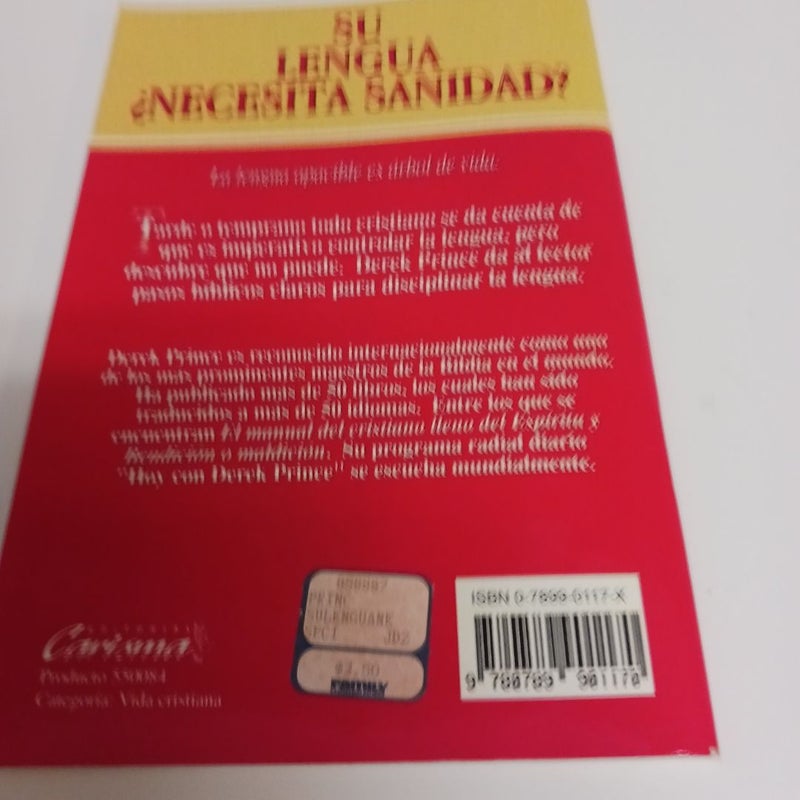 SU
LENGUA
¿NECESITA SANIDAD?
La lengua apacible es árbol de vida.
Tarde o temprano todo cristiano se da cuenta de
que es imperativo controlar la lengua; pero
descubre que no puede. Derek Prince da al lector
pasos bíblicos claros para disciplinar la lengua.
Derek Prince es reconocido internacionalmente como uno
de los más prominentes maestros de la Biblia en el mundo.
Ha publicado más de 30 libros, los cuales han sido
traducidos a más de 50 idiomas. Entre los que se
encuentran El manual del cristiano lleno del Espíritu y
Bendición o maldición. Su programa radial diario
"Hoy con Derek Prince" se escucha mundialmente.
PRIN
SULENGUANE
SPCI JD2
$2.50
FAMILY
ISBN 0-7899-0117-X
9 780789 901170
EDITORIAL
Carisma
Producto 550084
Categoría: Vida cristiana